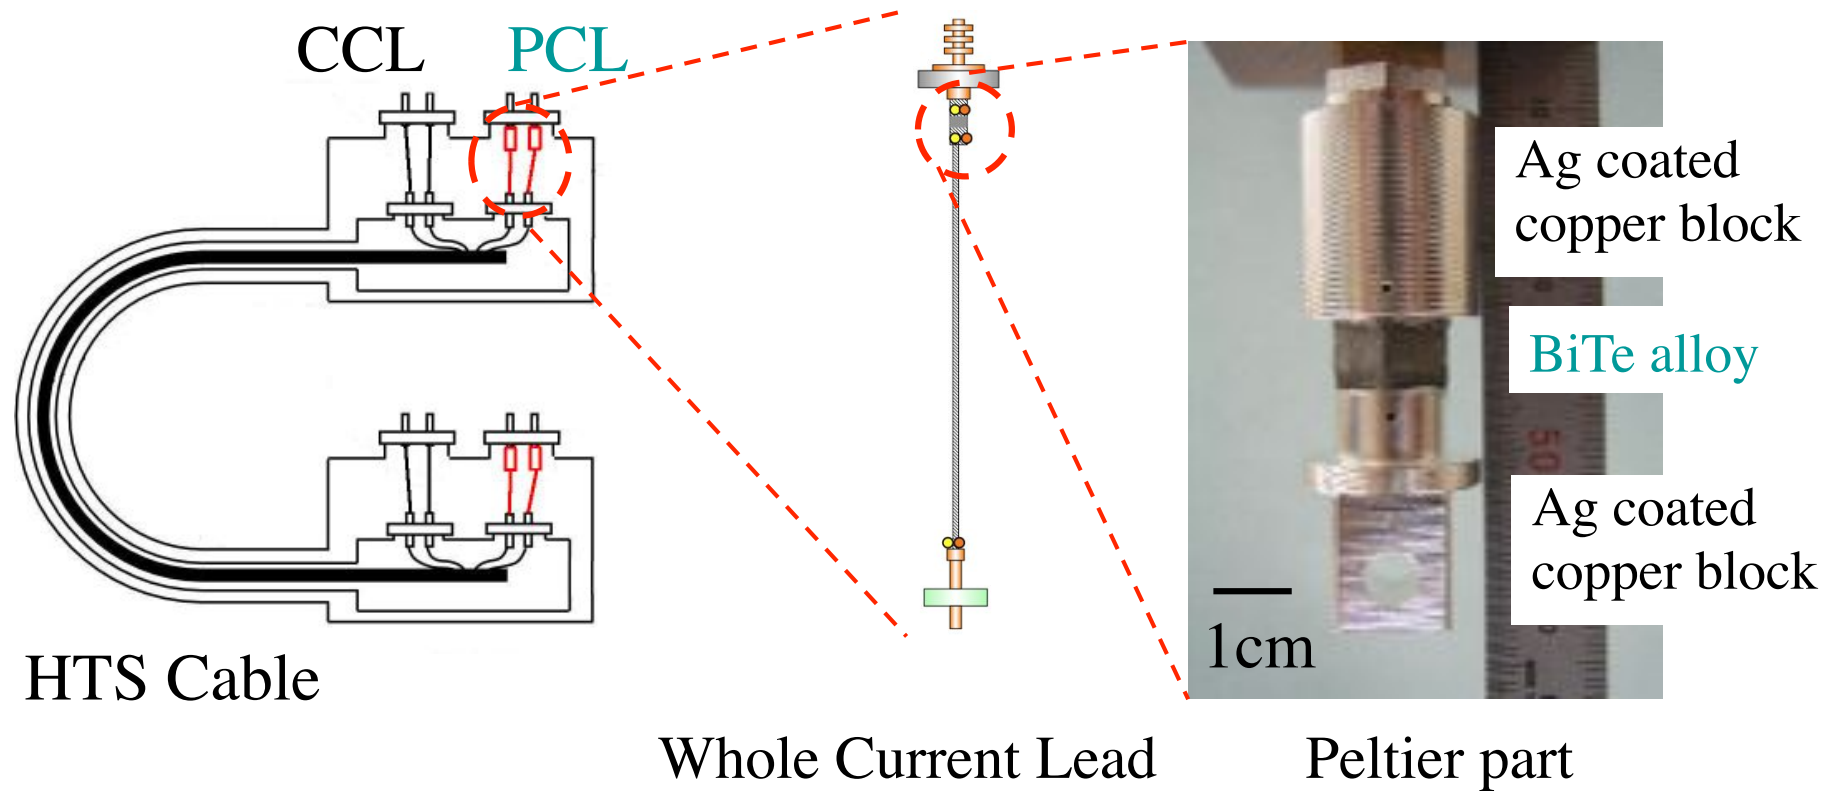 CCL
PCL
HTS Cable
Whole Current Lead
Ag coated
copper block
BiTe alloy
50
Ag coated
copper block
1cm
Peltier part